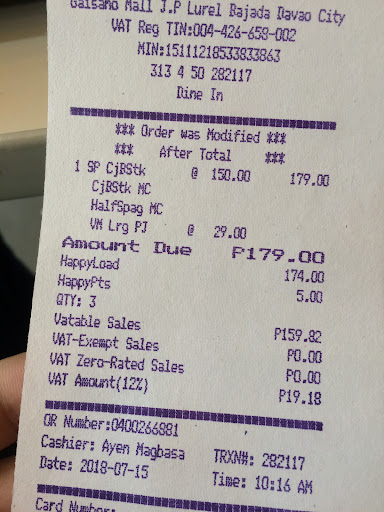 Gaisano Mall J.P Lurel Bajada Davao City
VAT Reg TIN:004-426-658-002
MIN:15111218533833863
313 4 50 282117
Dine In
*** Order was Modified ***
*** After Total ***
1 SP CjBStk @ 150.00 179.00
CjBStk MC
HalfSpag MC
VM Lrg PJ @ 29.00
Amount Due P179.00
HappyLoad 174.00
HappyPts 5.00
QTY: 3
Vatable Sales P159.82
VAT-Exempt Sales P0.00
VAT Zero-Rated Sales P0.00
VAT Amount(12%) P19.18
OR Number:0400266881
Cashier: Ayen Magbasa TRXN#: 282117
Date: 2018-07-15 Time: 10:16 AM
Card Number: